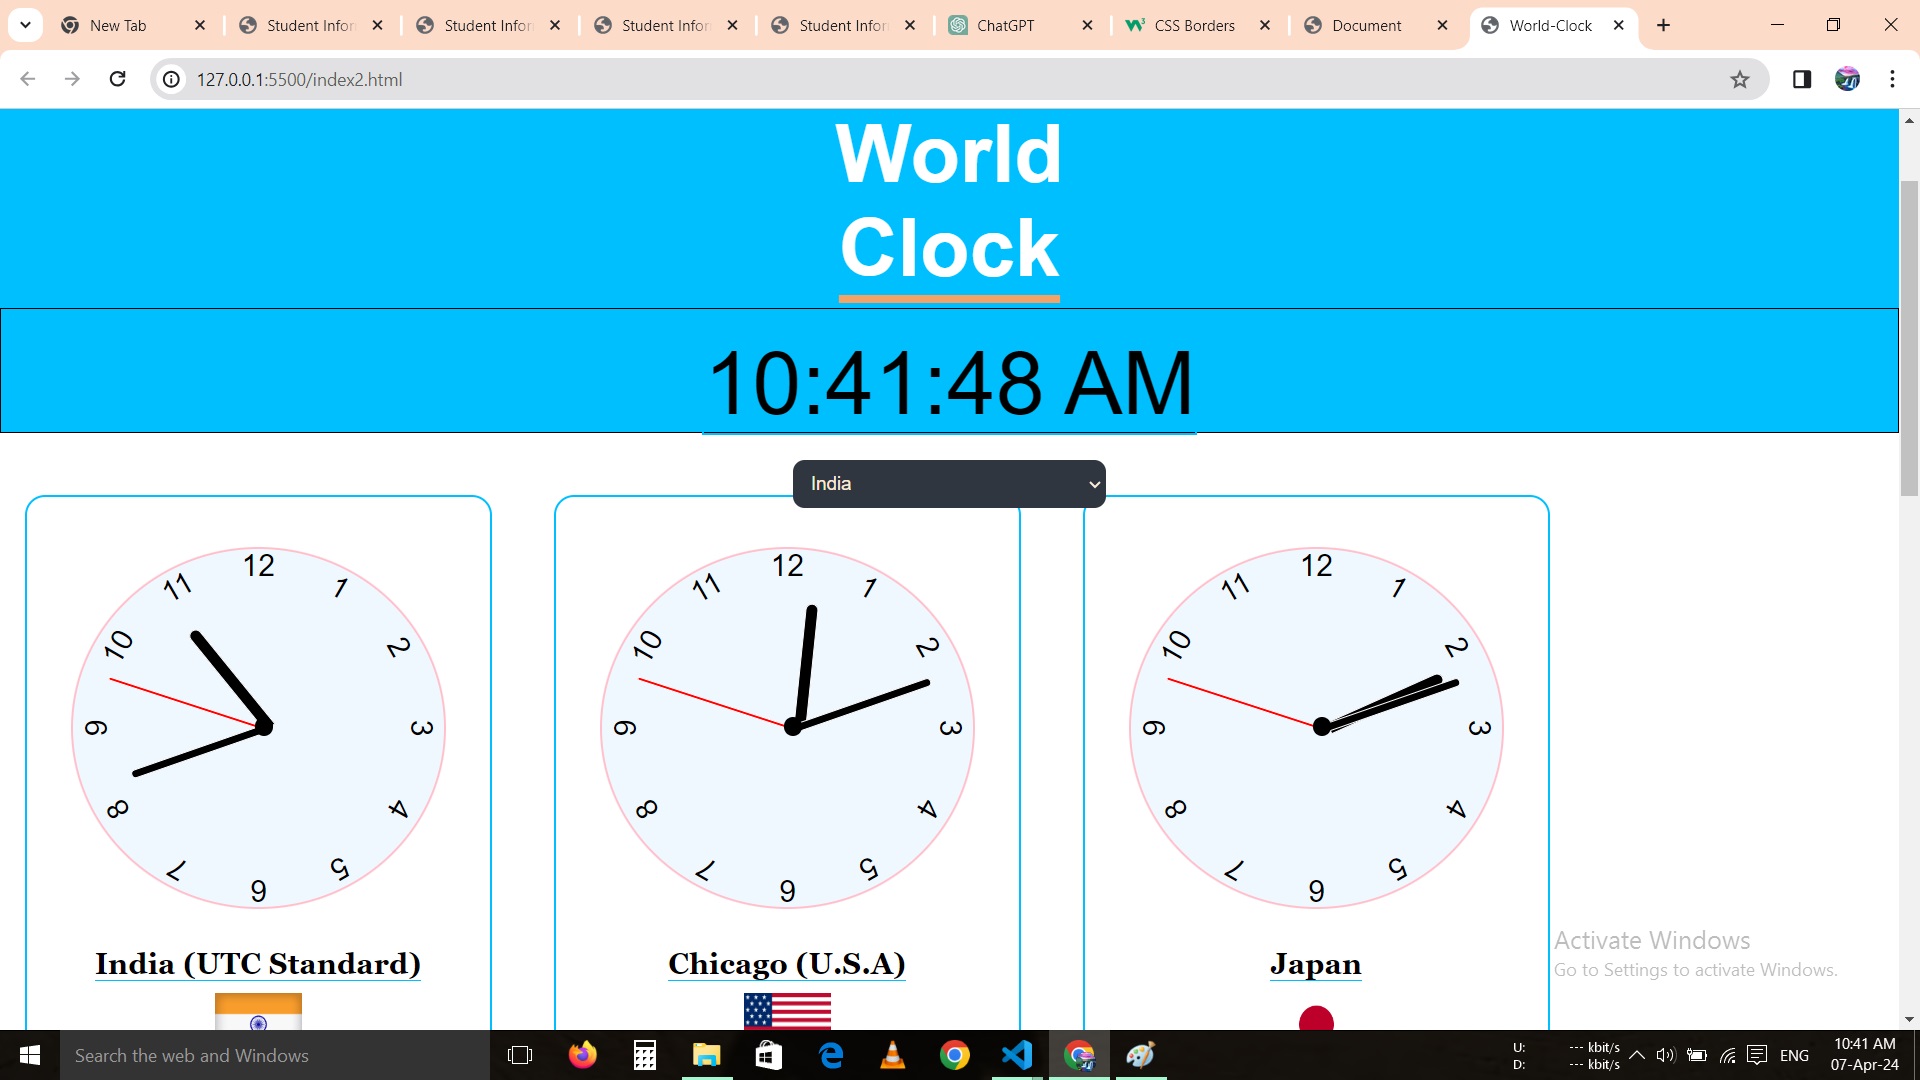 New Tab
Student Infor
Student Infor
Student Infor
Student Infor
ChatGPT
CSS Borders
Document
World-Clock
127.0.0.1:5500/index2.html
World
Clock
10:41:48 AM
India
12
11
1
10
2
9
3
8
4
7
5
6
12
11
1
10
2
9
3
8
4
7
5
6
12
11
1
10
2
9
3
8
4
7
5
6
India (UTC Standard)
Chicago (U.S.A)
Japan
Activate Windows
Go to Settings to activate Windows.
Search the web and Windows
U: --- kbit/s
D: --- kbit/s
ENG
10:41 AM
07-Apr-24